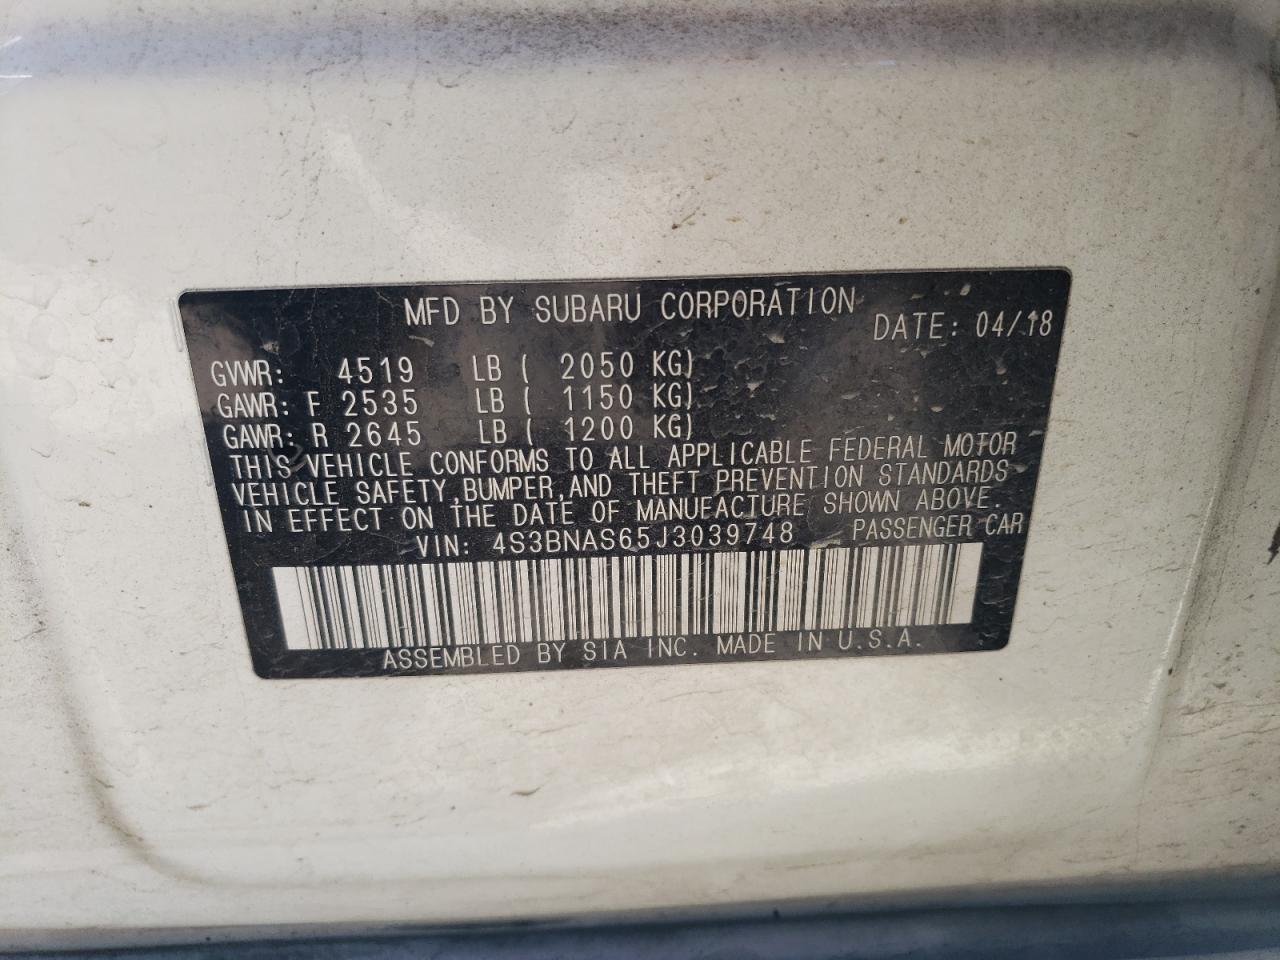 MFD BY SUBARU CORPORATION
DATE: 04/18
GVWR: 4519 LB ( 2050 KG)
GAWR: F 2535 LB ( 1150 KG)
GAWR: R 2645 LB ( 1200 KG)
THIS VEHICLE CONFORMS TO ALL APPLICABLE FEDERAL MOTOR
VEHICLE SAFETY,BUMPER,AND THEFT PREVENTION STANDARDS
IN EFFECT ON THE DATE OF MANUFACTURE SHOWN ABOVE.
VIN: 4S3BNAS65J3039748 PASSENGER CAR
ASSEMBLED BY SIA INC. MADE IN U.S.A.